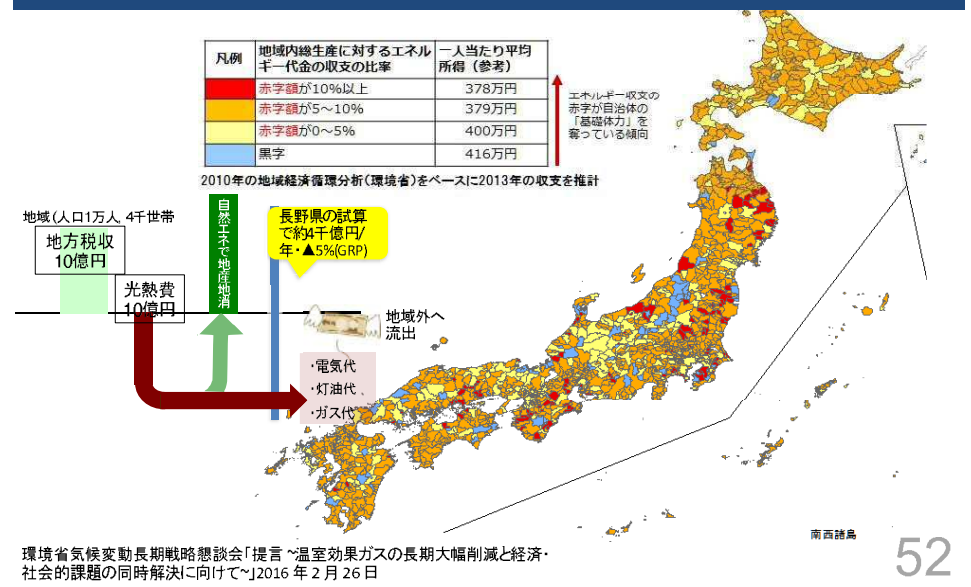 凡例
地域内総生産に対するエネル
ギー代金の収支の比率
一人当たり平均
所得（参考）
赤字額が10%以上
378万円
赤字額が5～10%
379万円
赤字額が0～5%
400万円
黒字
416万円
エネルギー収支の
赤字が自治体の
「基礎体力」を
奪っている傾向
2010年の地域経済循環分析（環境省）をベースに2013年の収支を推計
地域（人口1万人, 4千世帯
地方税収
10億円
光熱費
10億円
自然エネで地産地消
長野県の試算
で約4千億円/
年・▲5%(GRP)
地域外へ
流出
・電気代
・灯油代
・ガス代
南西諸島
環境省気候変動長期戦略懇談会「提言 ~温室効果ガスの長期大幅削減と経済・
社会的課題の同時解決に向けて~」2016 年 2 月 26 日
52